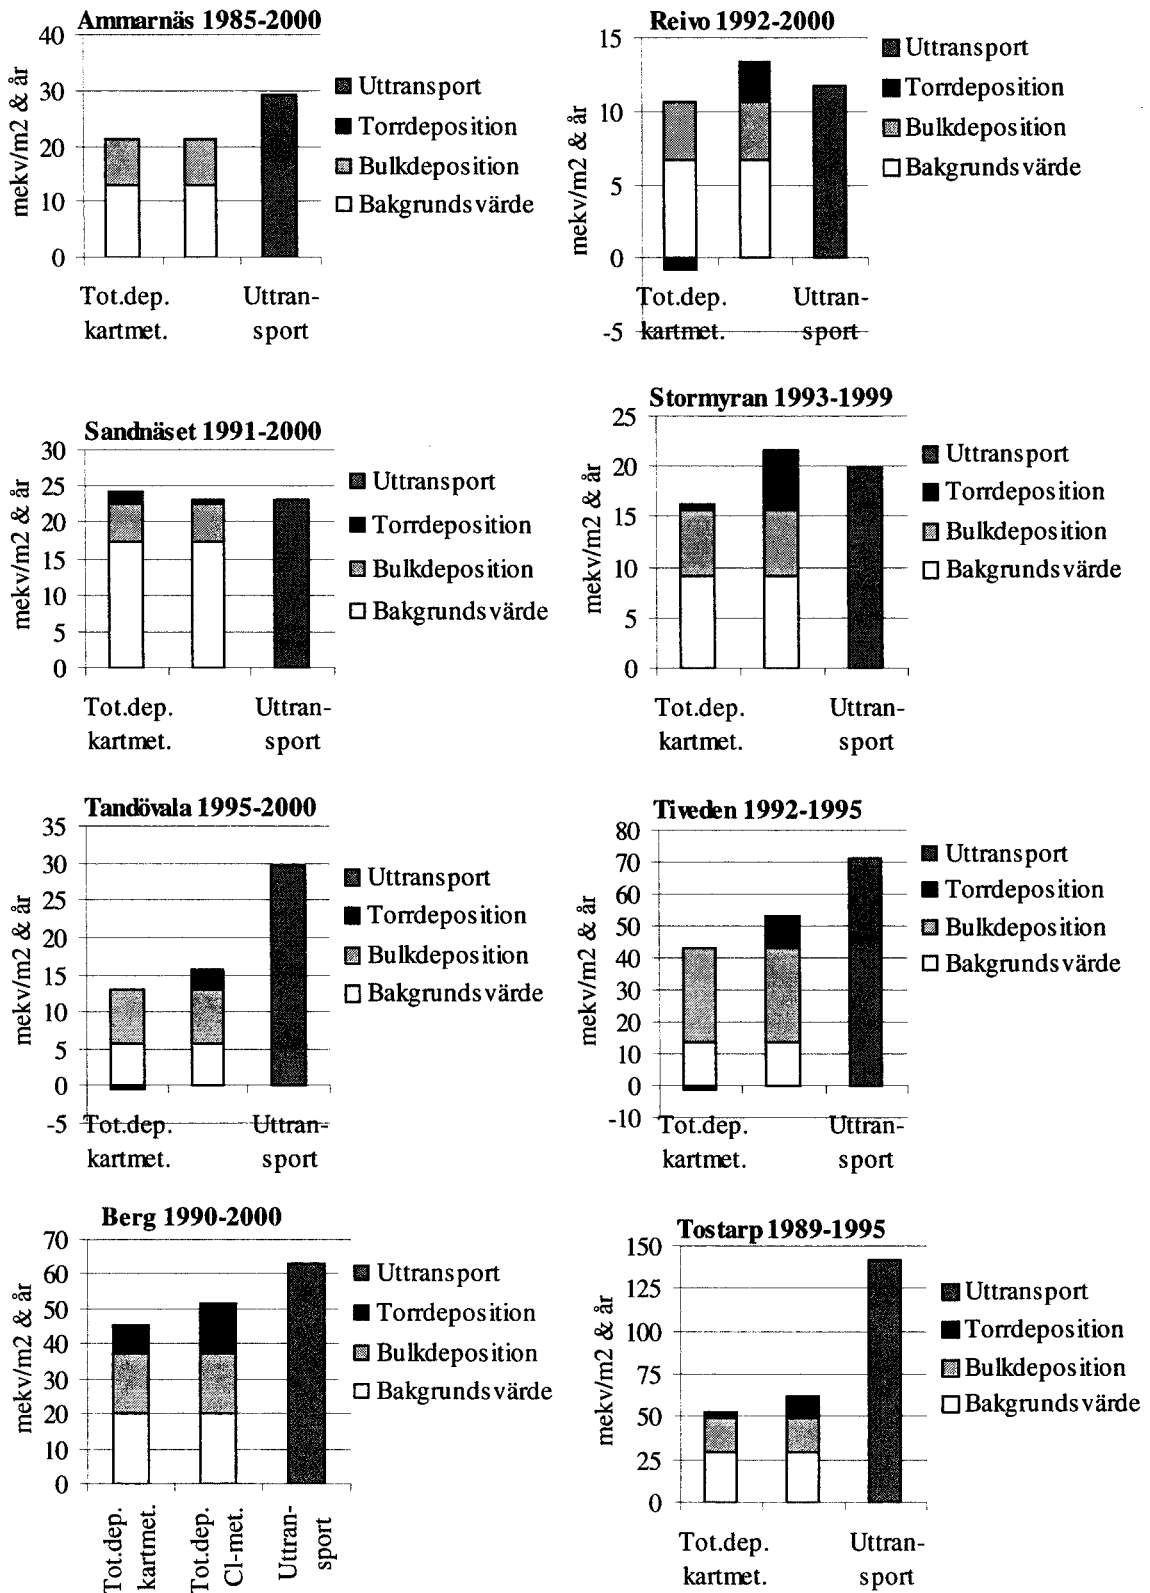 Ammarnäs 1985-2000
40
30
20
10
0
mekv/m2 & år
Tot.dep.
kartmet.
Uttran-
sport
Uttransport
Torrdeposition
Bulkdeposition
Bakgrundsvärde
Reivo 1992-2000
15
10
5
0
-5
mekv/m2 & år
Tot.dep.
kartmet.
Uttran-
sport
Uttransport
Torrdeposition
Bulkdeposition
Bakgrundsvärde
Sandnäset 1991-2000
30
25
20
15
10
5
0
mekv/m2 & år
Tot.dep.
kartmet.
Uttran-
sport
Uttransport
Torrdeposition
Bulkdeposition
Bakgrundsvärde
Stormyran 1993-1999
25
20
15
10
5
0
mekv/m2 & år
Tot.dep.
kartmet.
Uttran-
sport
Uttransport
Torrdeposition
Bulkdeposition
Bakgrundsvärde
Tandövala 1995-2000
35
30
25
20
15
10
5
0
-5
mekv/m2 & år
Tot.dep.
kartmet.
Uttran-
sport
Uttransport
Torrdeposition
Bulkdeposition
Bakgrundsvärde
Tiveden 1992-1995
80
70
60
50
40
30
20
10
0
-10
mekv/m2 & år
Tot.dep.
kartmet.
Uttran-
sport
Uttransport
Torrdeposition
Bulkdeposition
Bakgrundsvärde
Berg 1990-2000
70
60
50
40
30
20
10
0
mekv/m2 & år
Tot.dep.
kartmet.
Tot.dep.
Cl-met.
Uttran-
sport
Uttransport
Torrdeposition
Bulkdeposition
Bakgrundsvärde
Tostarp 1989-1995
150
125
100
75
50
25
0
mekv/m2 & år
Tot.dep.
kartmet.
Uttran-
sport
Uttransport
Torrdeposition
Bulkdeposition
Bakgrundsvärde